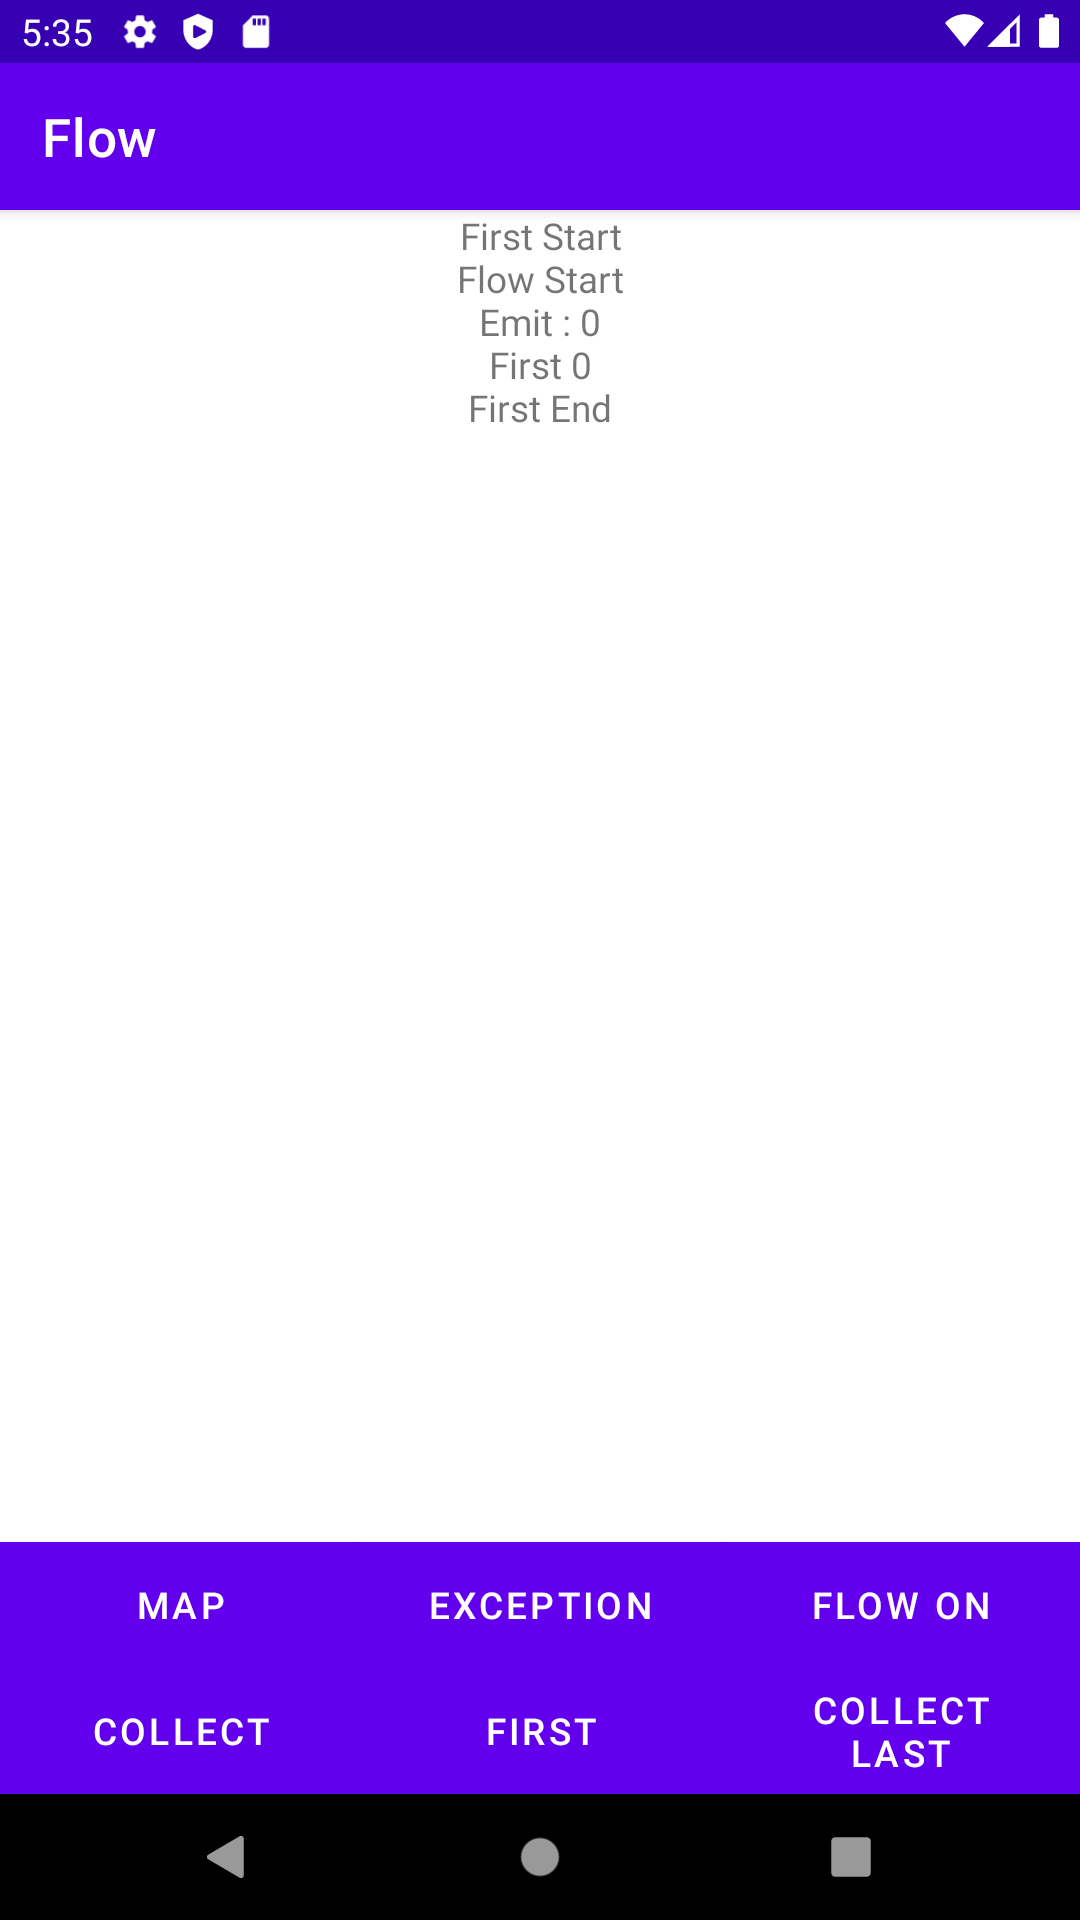 5:35
Flow
First Start
Flow Start
Emit : 0
First 0
First End
MAP
EXCEPTION
FLOW ON
COLLECT
FIRST
COLLECT
LAST